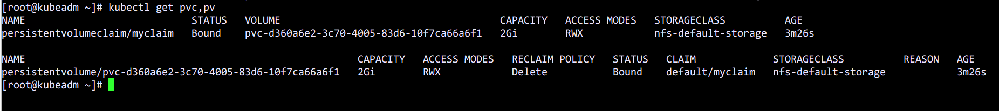 [root@kubeadm ~]# kubectl get pvc,pv
NAME STATUS VOLUME CAPACITY ACCESS MODES STORAGECLASS AGE
persistentvolumeclaim/myclaim Bound pvc-d360a6e2-3c70-4005-83d6-10f7ca66a6f1 2Gi RWX nfs-default-storage 3m26s
NAME CAPACITY ACCESS MODES RECLAIM POLICY STATUS CLAIM STORAGECLASS REASON AGE
persistentvolume/pvc-d360a6e2-3c70-4005-83d6-10f7ca66a6f1 2Gi RWX Delete Bound default/myclaim nfs-default-storage 3m26s
[root@kubeadm ~]#